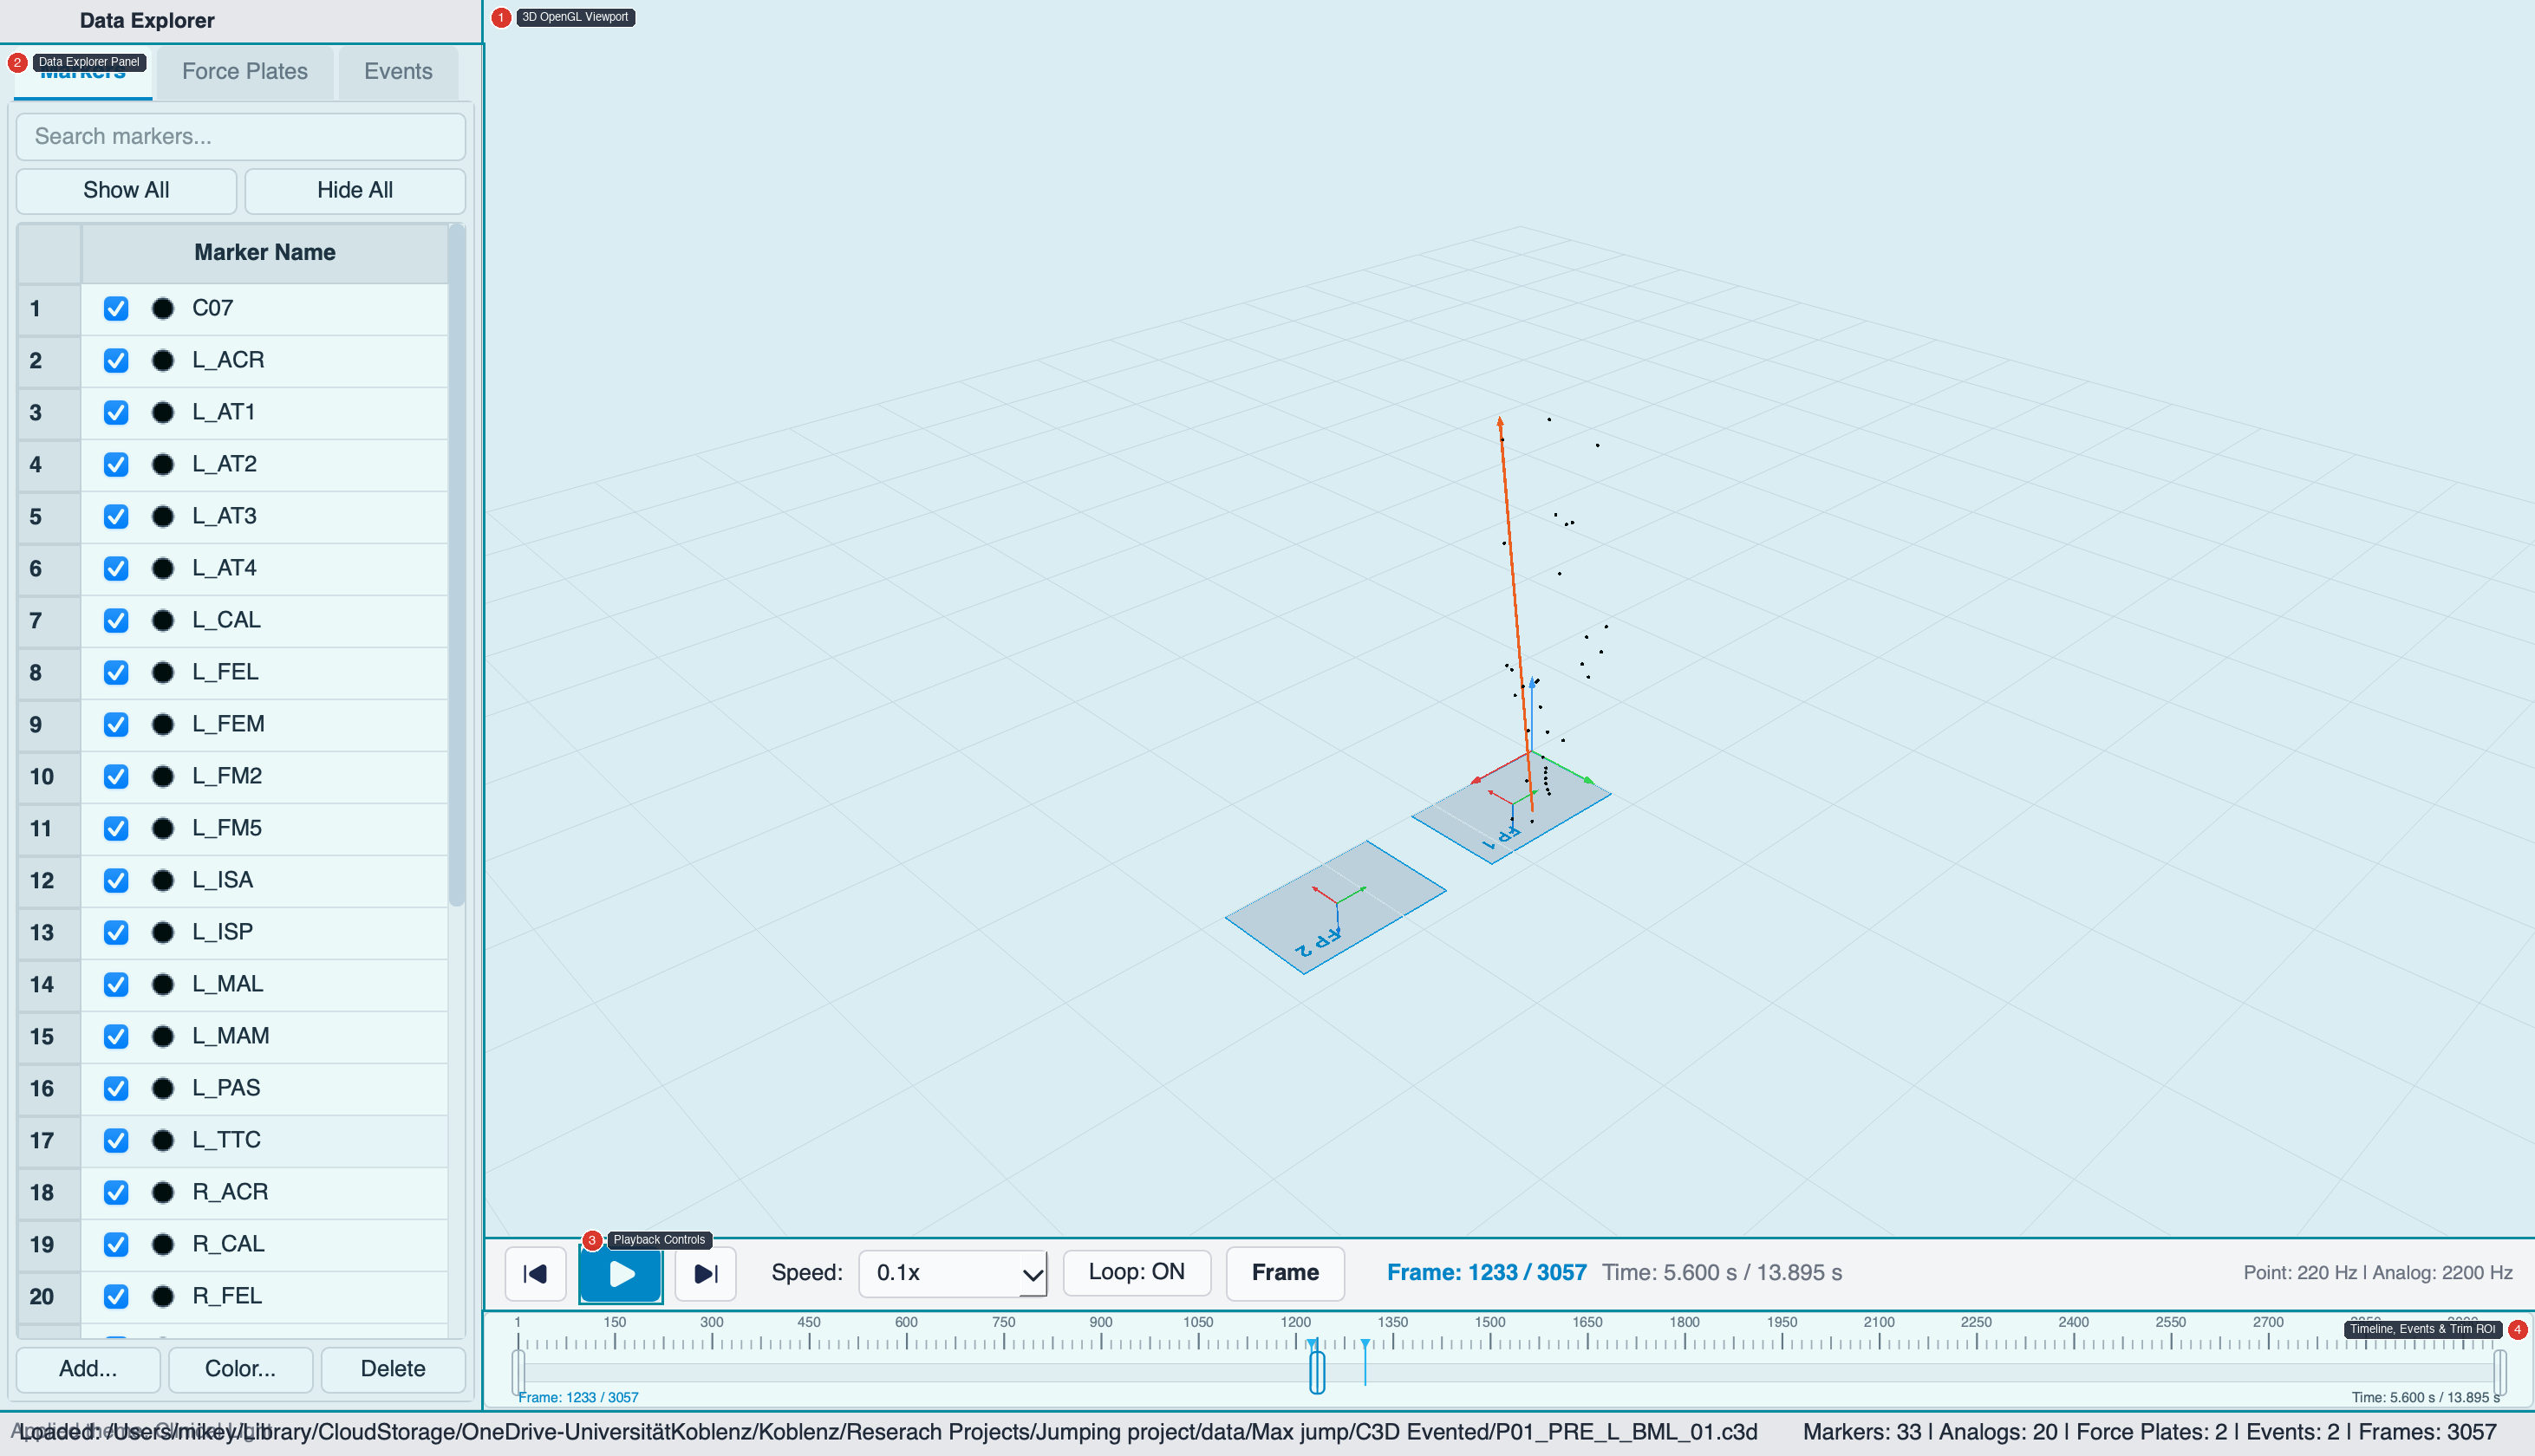 Data Explorer
1 3D OpenGL Viewport
2 Data Explorer Panel
Markers Force Plates Events
Search markers...
Show All Hide All
Marker Name
1 C07
2 L_ACR
3 L_AT1
4 L_AT2
5 L_AT3
6 L_AT4
7 L_CAL
8 L_FEL
9 L_FEM
10 L_FM2
11 L_FM5
12 L_ISA
13 L_ISP
14 L_MAL
15 L_MAM
16 L_PAS
17 L_TTC
18 R_ACR
19 R_CAL
20 R_FEL
Add... Color... Delete
FP 1
FP 2
3 Playback Controls
Speed: 0.1x Loop: ON Frame Frame: 1233 / 3057 Time: 5.600 s / 13.895 s Point: 220 Hz | Analog: 2200 Hz
1 150 300 450 600 750 900 1050 1200 1350 1500 1650 1800 1950 2100 2250 2400 2550 2700
Timeline, Events & Trim ROI 4
Frame: 1233 / 3057 Time: 5.600 s / 13.895 s
Loaded: /Users/mikey/Library/CloudStorage/OneDrive-UniversitätKoblenz/Koblenz/Reserach Projects/Jumping project/data/Max jump/C3D Evented/P01_PRE_L_BML_01.c3d Markers: 33 | Analogs: 20 | Force Plates: 2 | Events: 2 | Frames: 3057